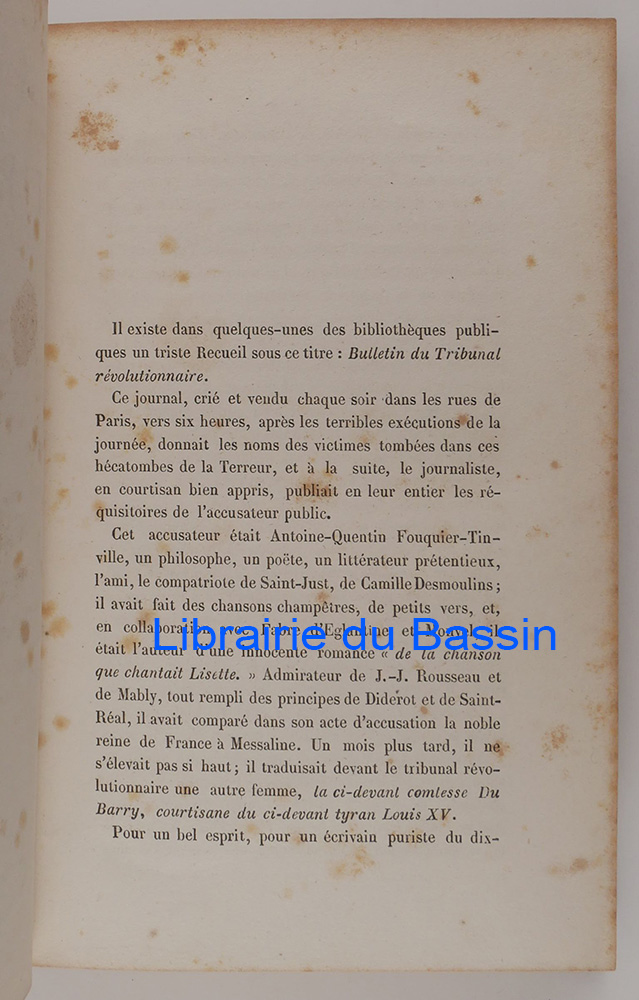 Il existe dans quelques-unes des bibliothèques publi-
ques un triste Recueil sous ce titre : Bulletin du Tribunal
révolutionnaire.
Ce journal, crié et vendu chaque soir dans les rues de
Paris, vers six heures, après les terribles exécutions de la
journée, donnait les noms des victimes tombées dans ces
hécatombes de la Terreur, et à la suite, le journaliste,
en courtisan bien appris, publiait en leur entier les ré-
quisitoires de l'accusateur public.
Cet accusateur était Antoine-Quentin Fouquier-Tin-
ville, un philosophe, un poëte, un littérateur prétentieux,
l'ami, le compatriote de Saint-Just, de Camille Desmoulins ;
il avait fait des chansons champêtres, de petits vers, et,
en collaboration avec Fabre d'Eglantine et Monvel, il
Librairie du Bassin
était l'auteur d'une innocente romance « de la chanson
que chantait Lisette. » Admirateur de J.-J. Rousseau et
de Mably, tout rempli des principes de Diderot et de Saint-
Réal, il avait comparé dans son acte d'accusation la noble
reine de France à Messaline. Un mois plus tard, il ne
s'élevait pas si haut ; il traduisait devant le tribunal révo-
lutionnaire une autre femme, la ci-devant comtesse Du
Barry, courtisane du ci-devant tyran Louis XV.
Pour un bel esprit, pour un écrivain puriste du dix-